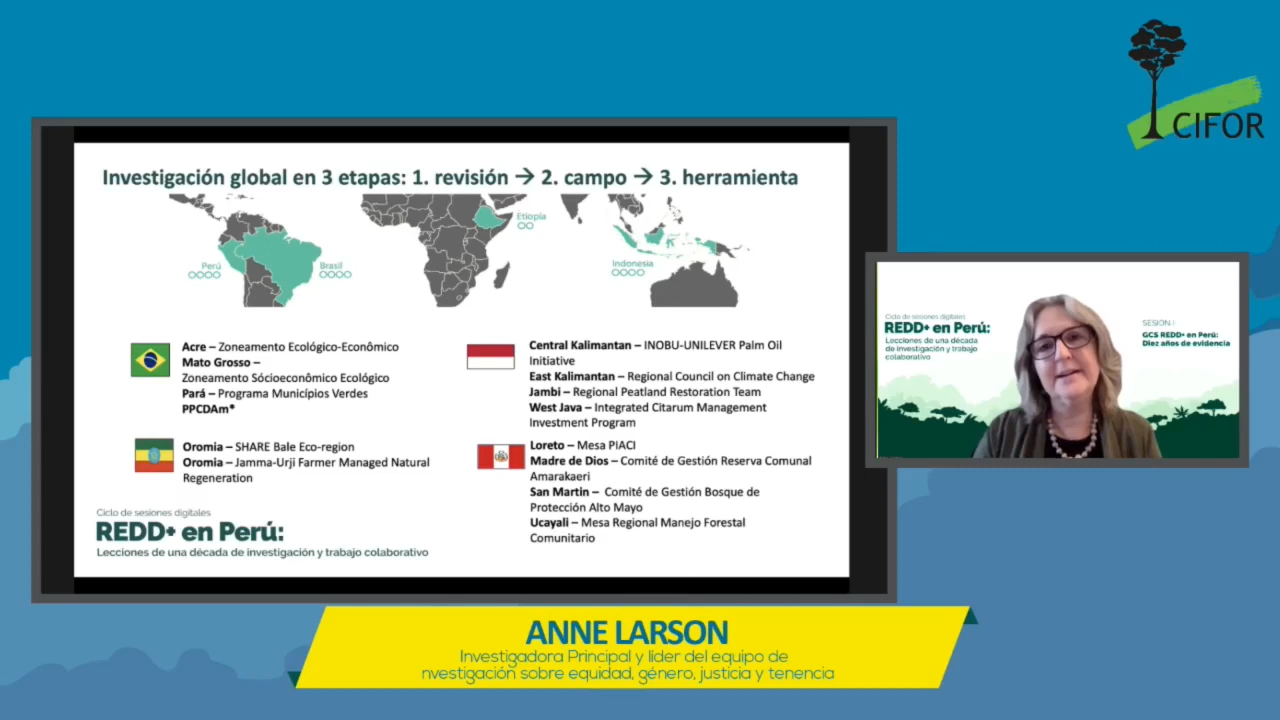 CIFOR
Investigación global en 3 etapas: 1. revisión → 2. campo → 3. herramienta
Etiopía
Perú
Brasil
Indonesia
Acre – Zoneamento Ecológico-Económico
Mato Grosso –
Zoneamento Sócioeconômico Ecológico
Pará – Programa Municípios Verdes
PPCDAm*
Central Kalimantan – INOBU-UNILEVER Palm Oil
Initiative
East Kalimantan – Regional Council on Climate Change
Jambi – Regional Peatland Restoration Team
West Java – Integrated Citarum Management
Investment Program
Oromia – SHARE Bale Eco-region
Oromia – Jamma-Urji Farmer Managed Natural
Regeneration
Loreto – Mesa PIACI
Madre de Dios – Comité de Gestión Reserva Comunal
Amarakaeri
San Martin – Comité de Gestión Bosque de
Protección Alto Mayo
Ucayali – Mesa Regional Manejo Forestal
Comunitario
Ciclo de sesiones digitales
REDD+ en Perú:
Lecciones de una década de investigación y trabajo colaborativo
Ciclo de sesiones digitales
REDD+ en Perú:
Lecciones de una década
de investigación y trabajo
colaborativo
SESIÓN I
GCS REDD+ en Perú:
Diez años de evidencia
ANNE LARSON
Investigadora Principal y líder del equipo de
nvestigación sobre equidad, género, justicia y tenencia